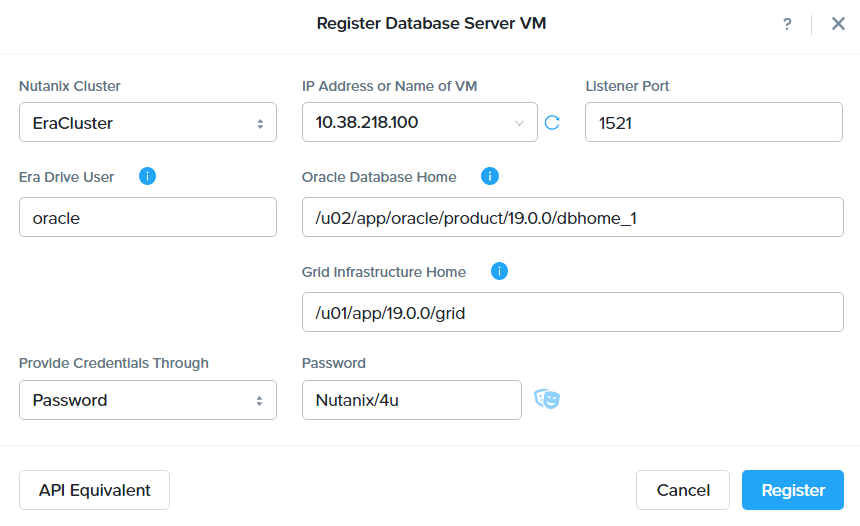 Register Database Server VM
?
Nutanix Cluster
IP Address or Name of VM
Listener Port
EraCluster
10.38.218.100
1521
Era Drive User
i
Oracle Database Home
i
oracle
/u02/app/oracle/product/19.0.0/dbhome_1
Grid Infrastructure Home
i
/u01/app/19.0.0/grid
Provide Credentials Through
Password
Password
Nutanix/4u
API Equivalent
Cancel
Register